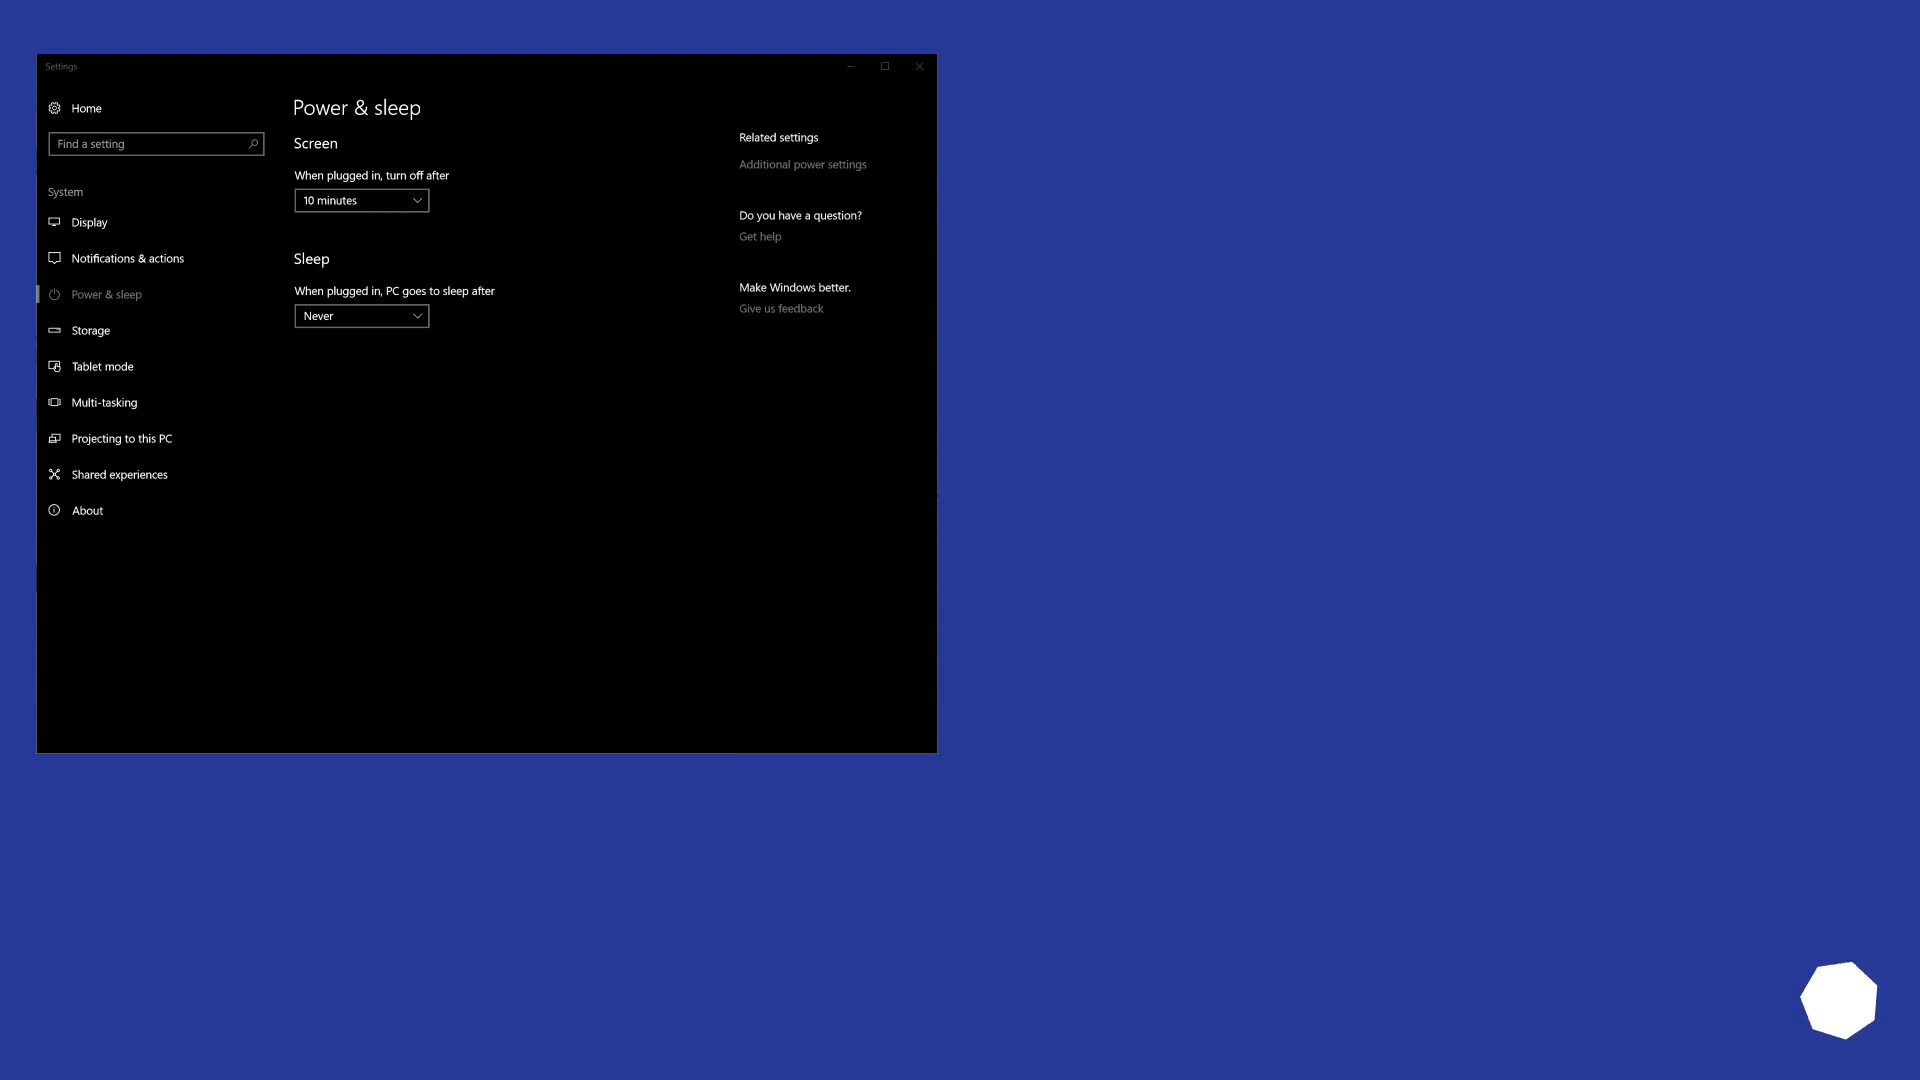 Settings
Home
Find a setting
System
Display
Notifications & actions
Power & sleep
Storage
Tablet mode
Multi-tasking
Projecting to this PC
Shared experiences
About
Power & sleep
Screen
When plugged in, turn off after
10 minutes
Sleep
When plugged in, PC goes to sleep after
Never
Related settings
Additional power settings
Do you have a question?
Get help
Make Windows better.
Give us feedback